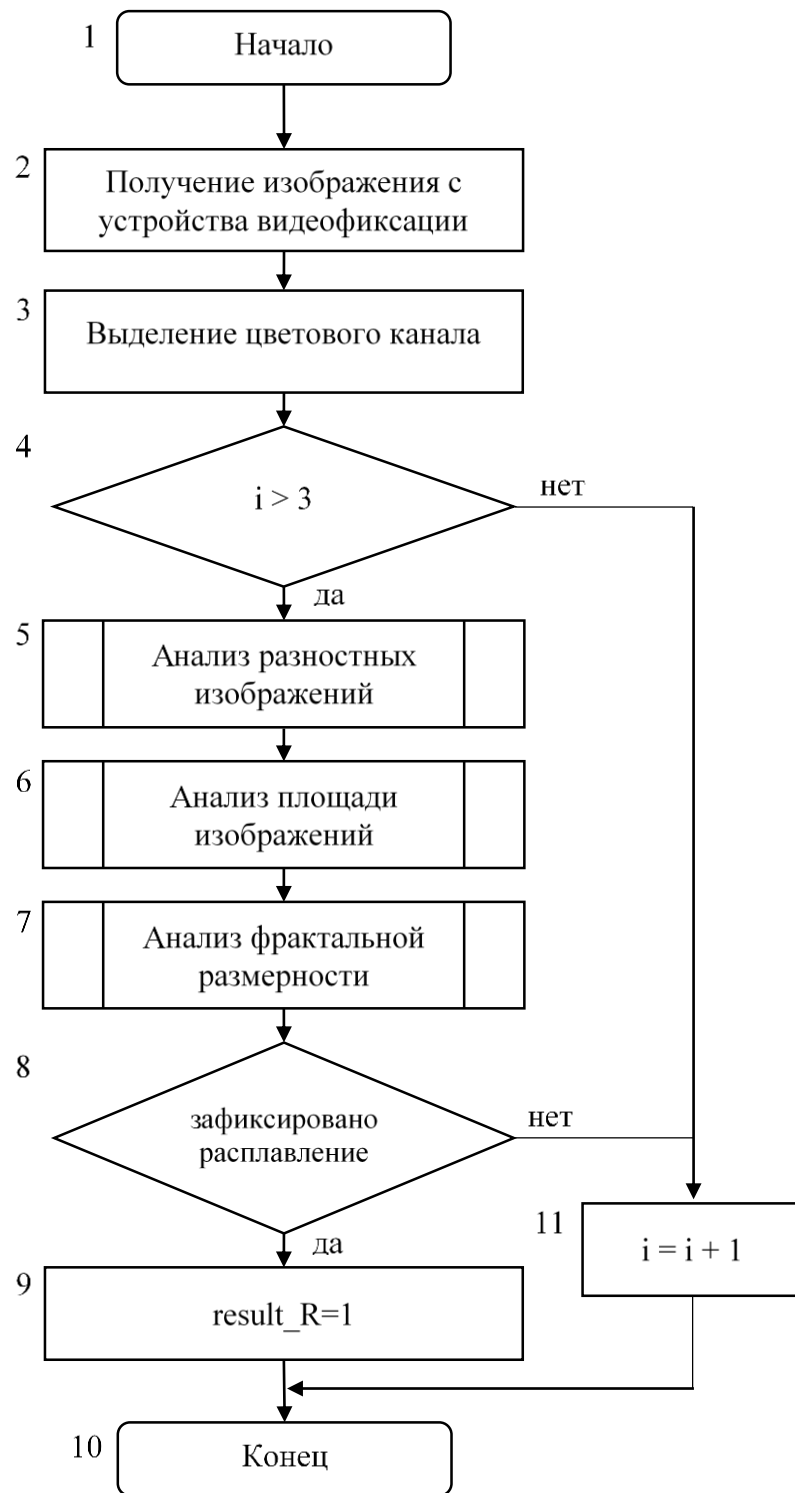 1
Начало
2
Получение изображения с
устройства видеофиксации
3
Выделение цветового канала
4
i > 3
нет
да
5
Анализ разностных
изображений
6
Анализ площади
изображений
7
Анализ фрактальной
размерности
8
зафиксировано
расплавление
нет
да
11
i = i + 1
9
result_R=1
10
Конец